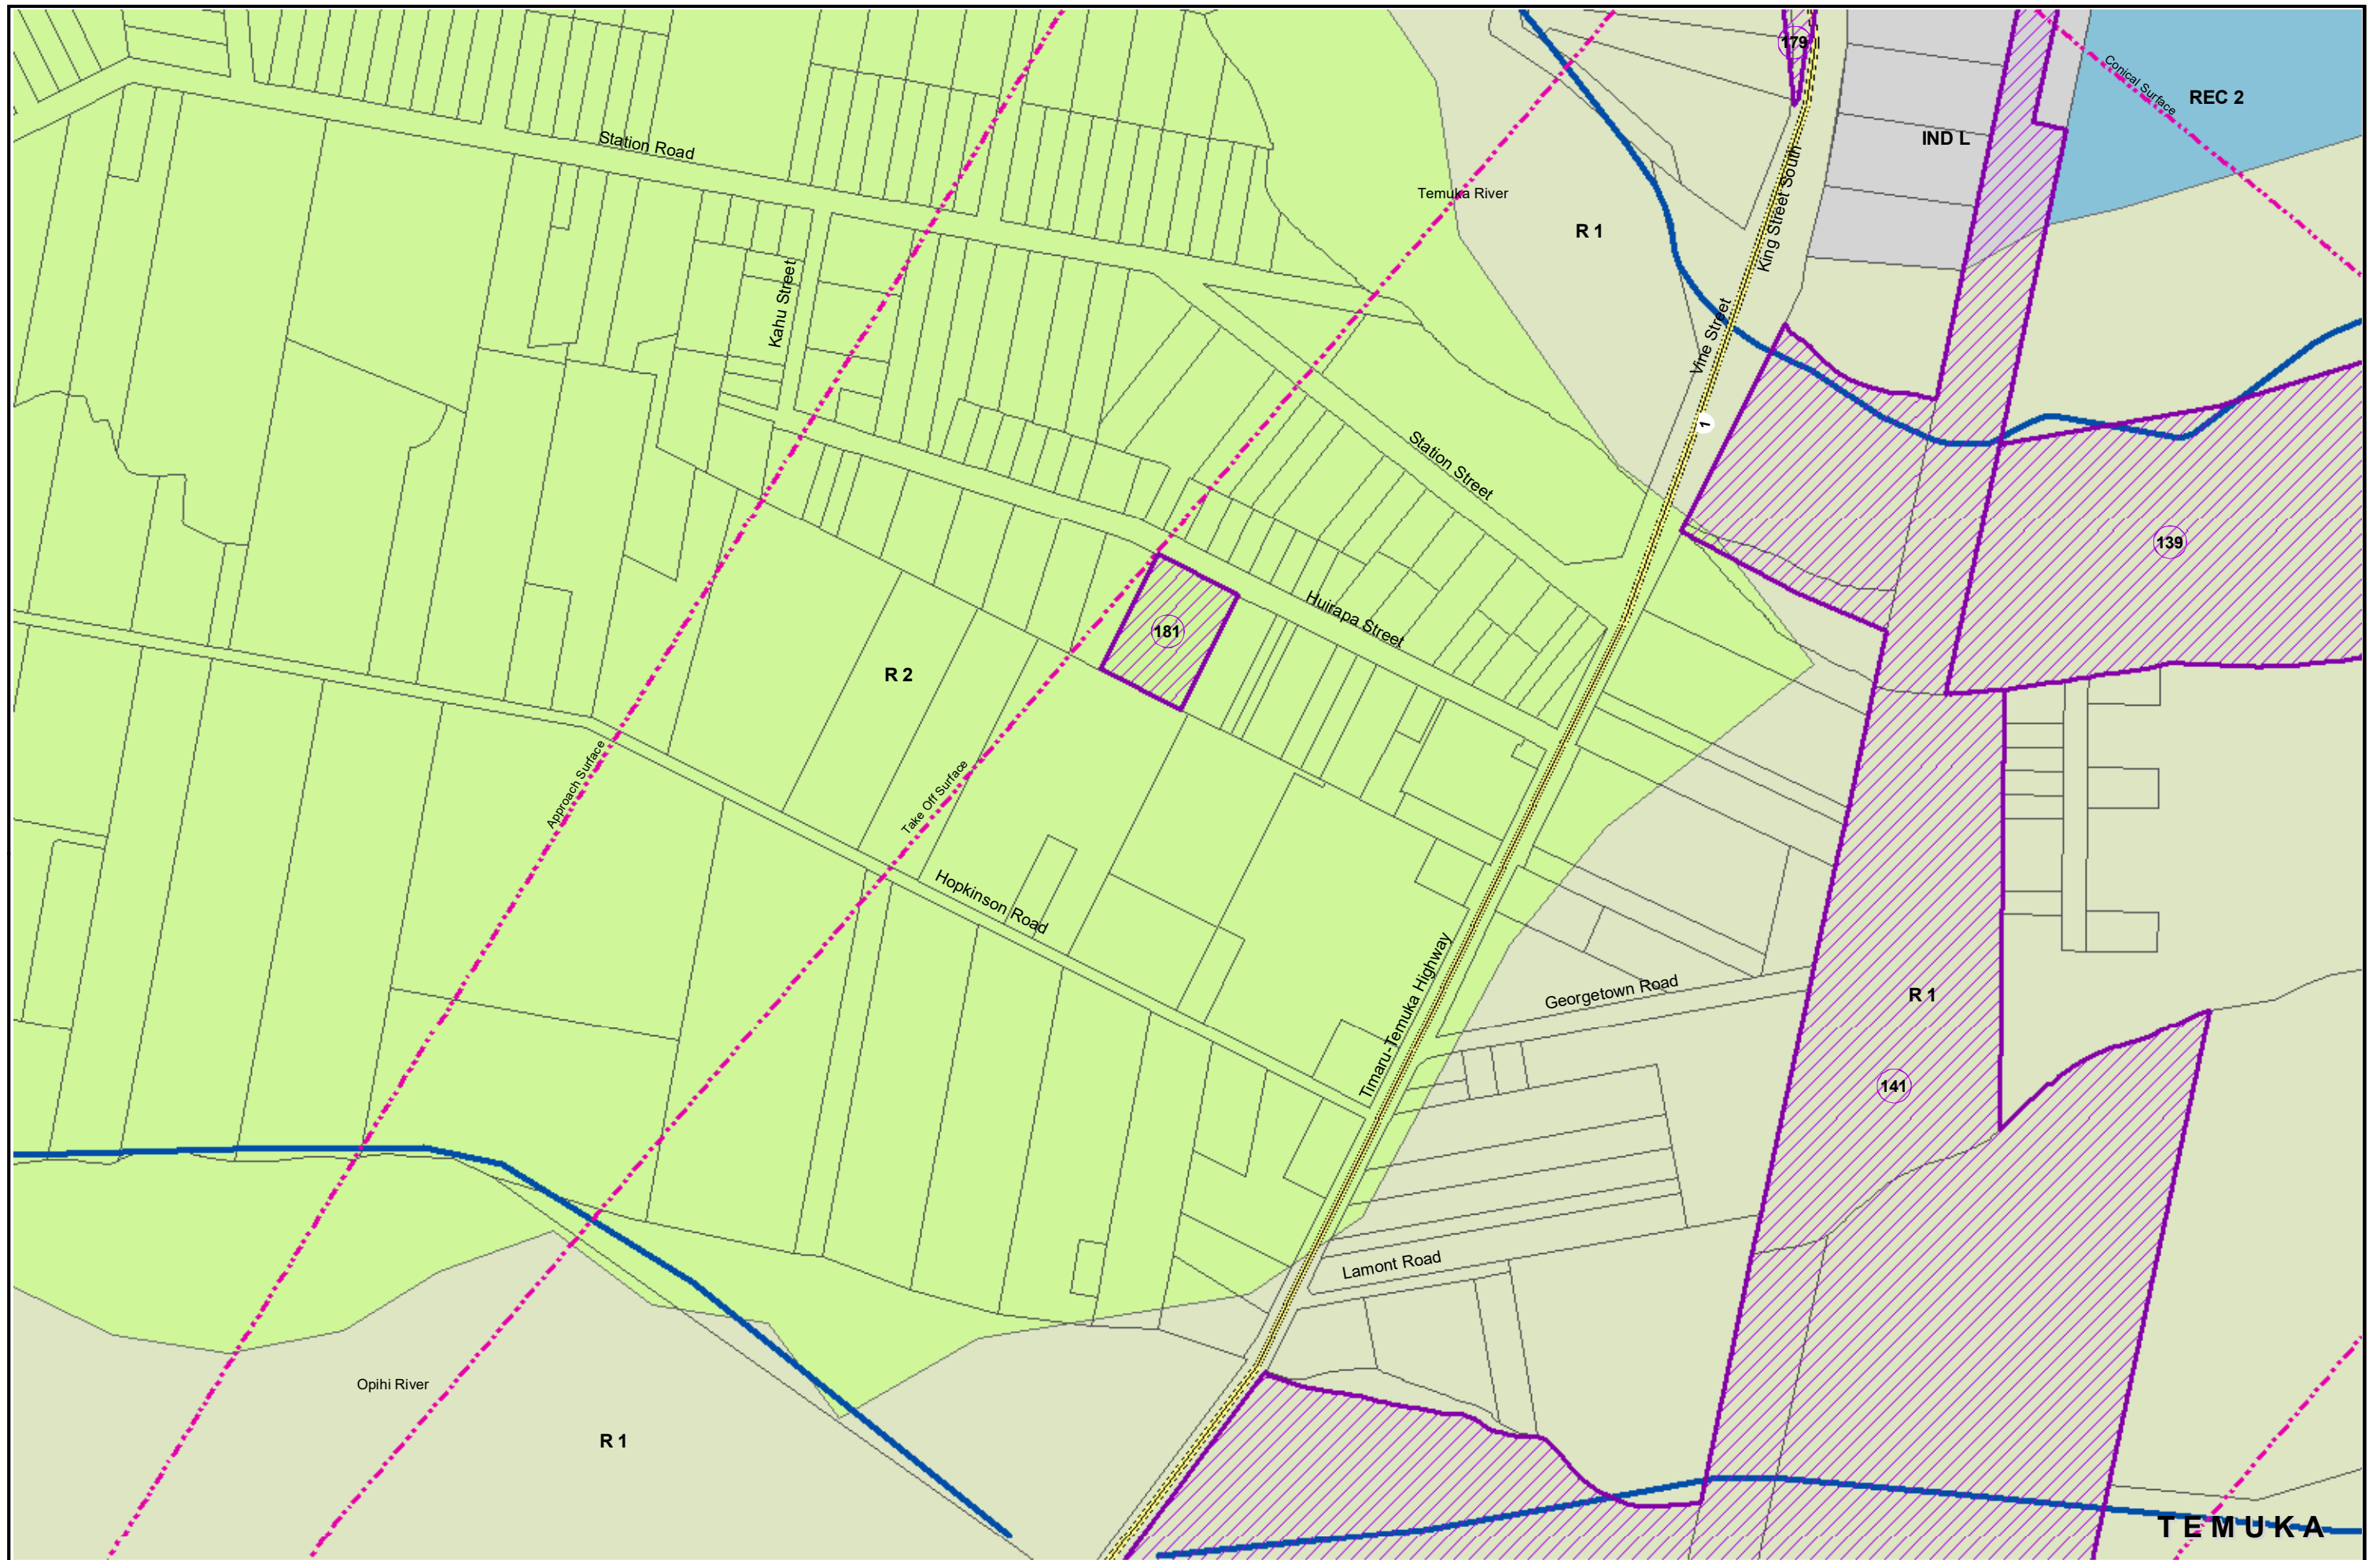 179
Conical Surface
REC 2
IND L
Station Road
King Street South
Temuka River
R 1
Kahu Street
Vine Street
1
Station Street
139
Huirapa Street
181
R 2
Approach Surface
Take Off Surface
Hopkinson Road
Timaru-Temuka Highway
Georgetown Road
R 1
141
Lamont Road
Opihi River
R 1
TEMUKA